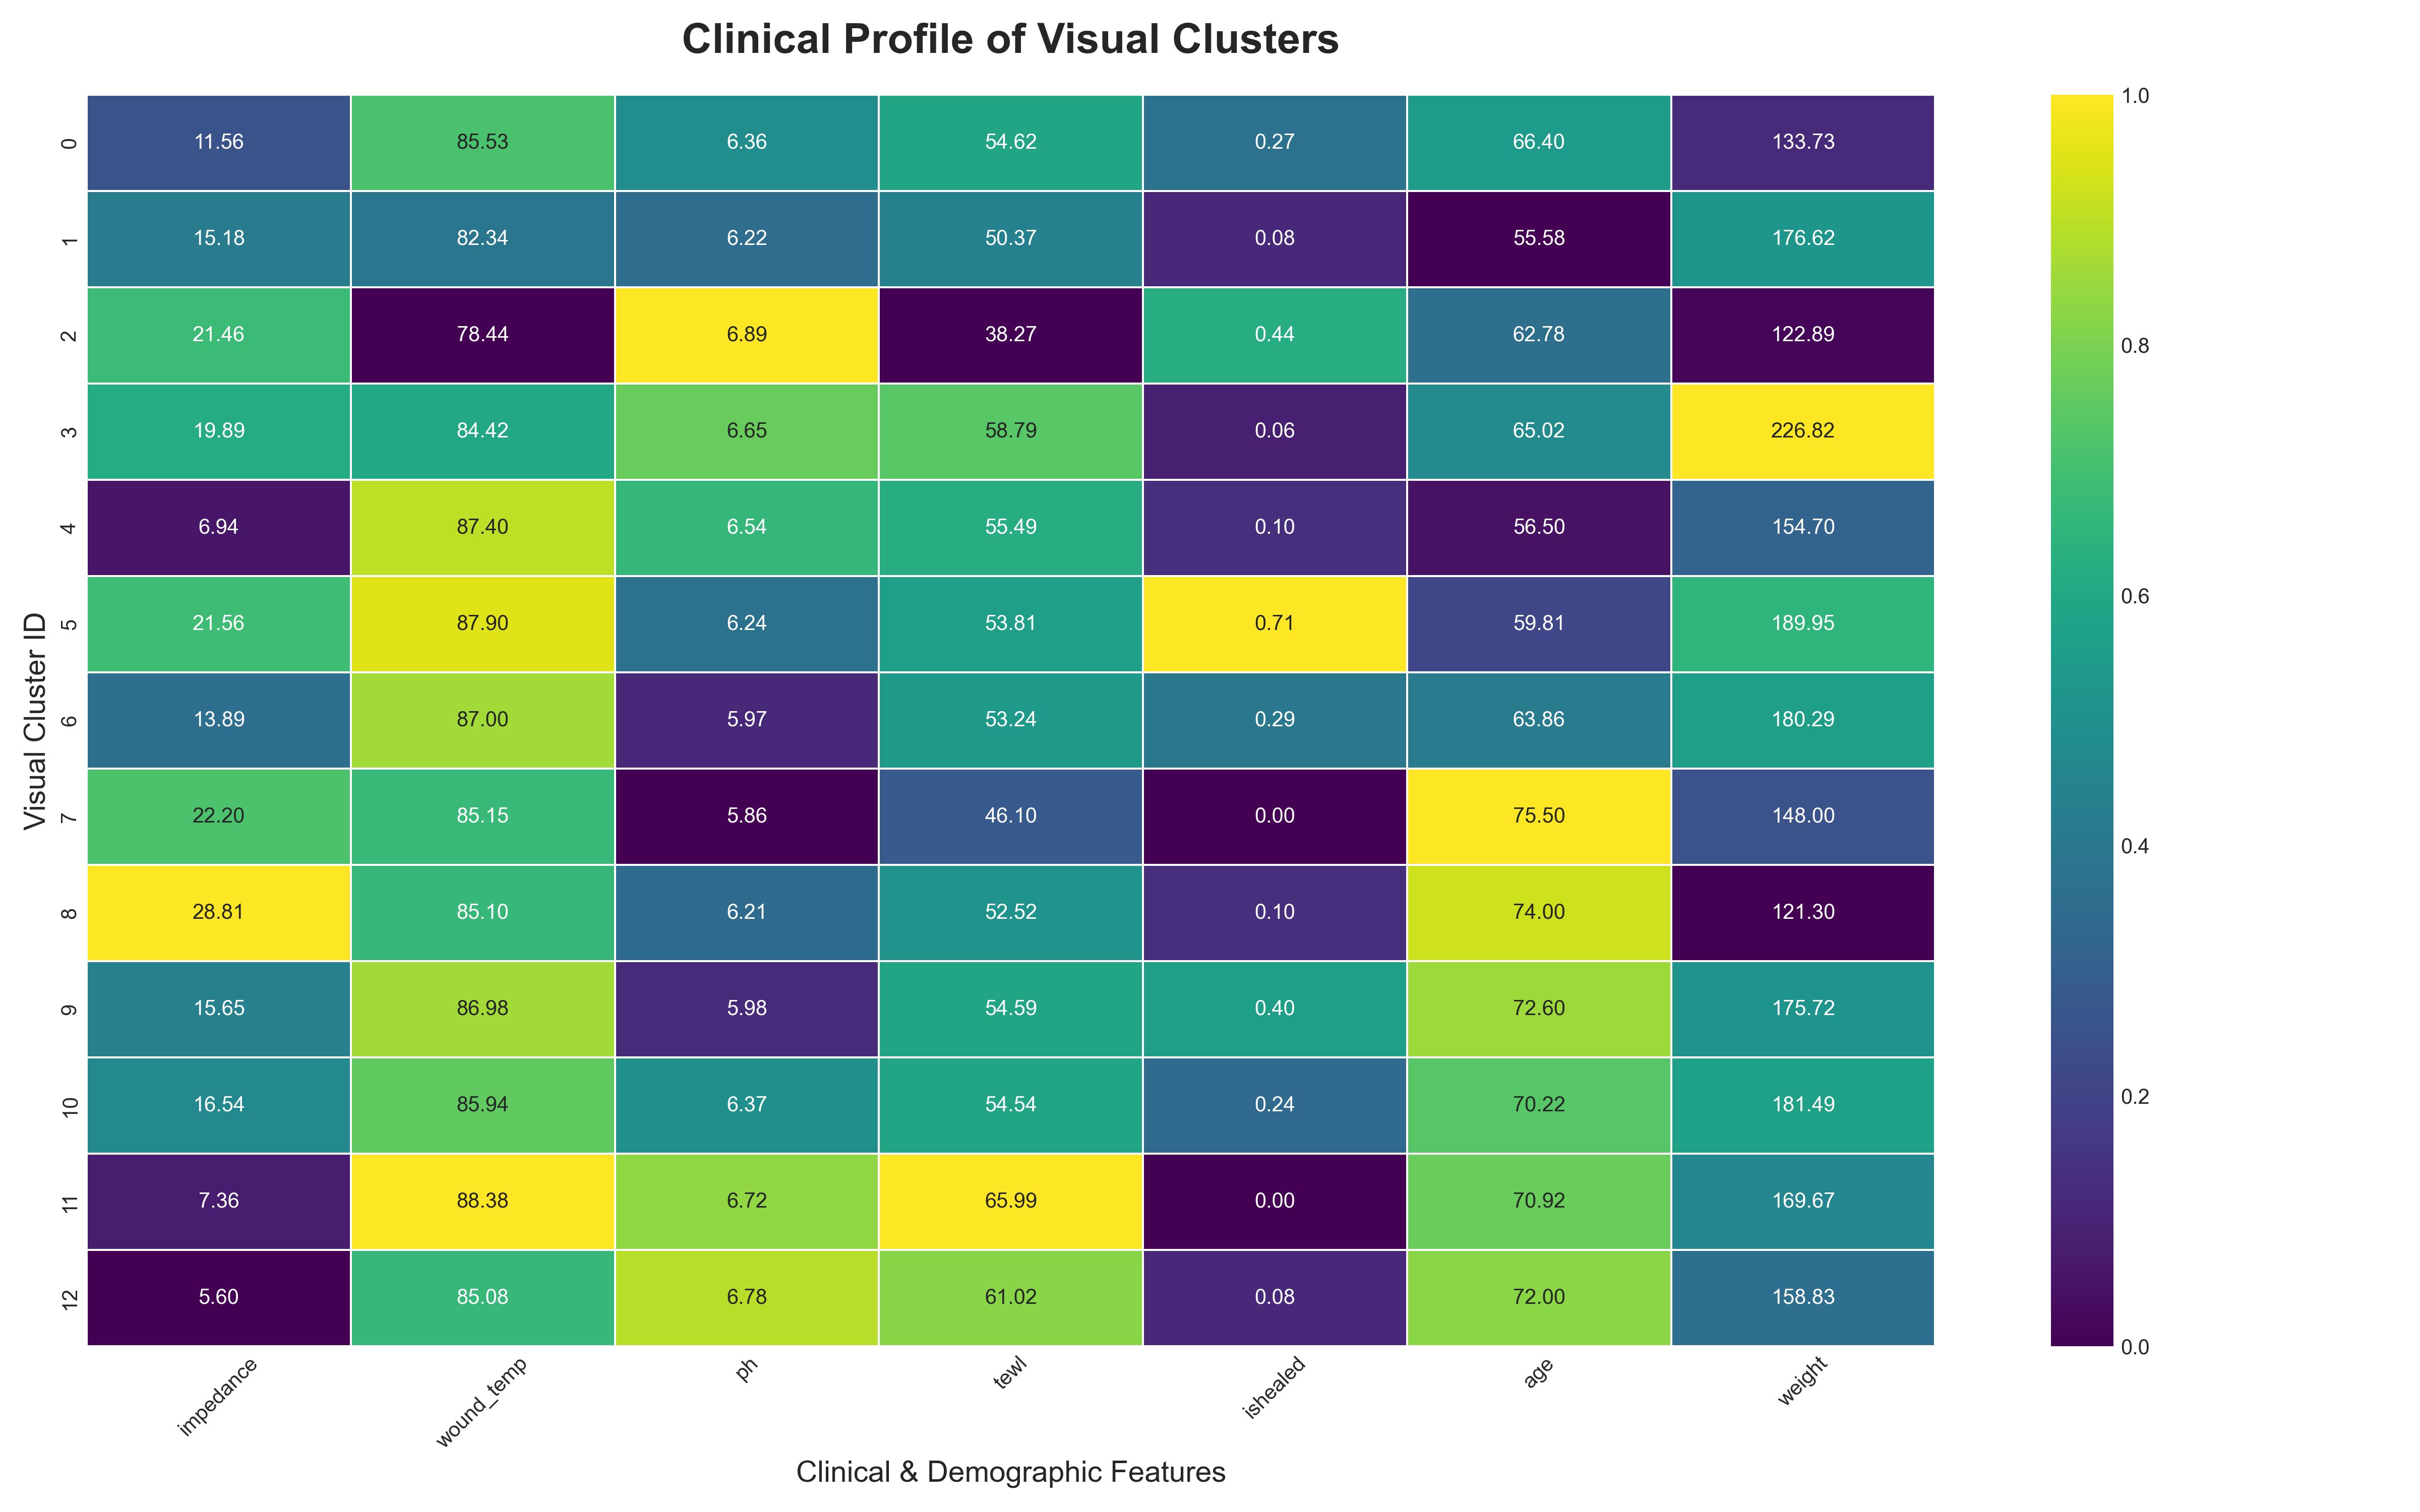 Clinical Profile of Visual Clusters
0 11.56 85.53 6.36 54.62 0.27 66.40 133.73
1 15.18 82.34 6.22 50.37 0.08 55.58 176.62
2 21.46 78.44 6.89 38.27 0.44 62.78 122.89
3 19.89 84.42 6.65 58.79 0.06 65.02 226.82
4 6.94 87.40 6.54 55.49 0.10 56.50 154.70
5 21.56 87.90 6.24 53.81 0.71 59.81 189.95
6 13.89 87.00 5.97 53.24 0.29 63.86 180.29
7 22.20 85.15 5.86 46.10 0.00 75.50 148.00
8 28.81 85.10 6.21 52.52 0.10 74.00 121.30
9 15.65 86.98 5.98 54.59 0.40 72.60 175.72
10 16.54 85.94 6.37 54.54 0.24 70.22 181.49
11 7.36 88.38 6.72 65.99 0.00 70.92 169.67
12 5.60 85.08 6.78 61.02 0.08 72.00 158.83
impedance wound_temp ph tewl ishealed age weight
Clinical & Demographic Features
Visual Cluster ID
1.0
0.8
0.6
0.4
0.2
0.0